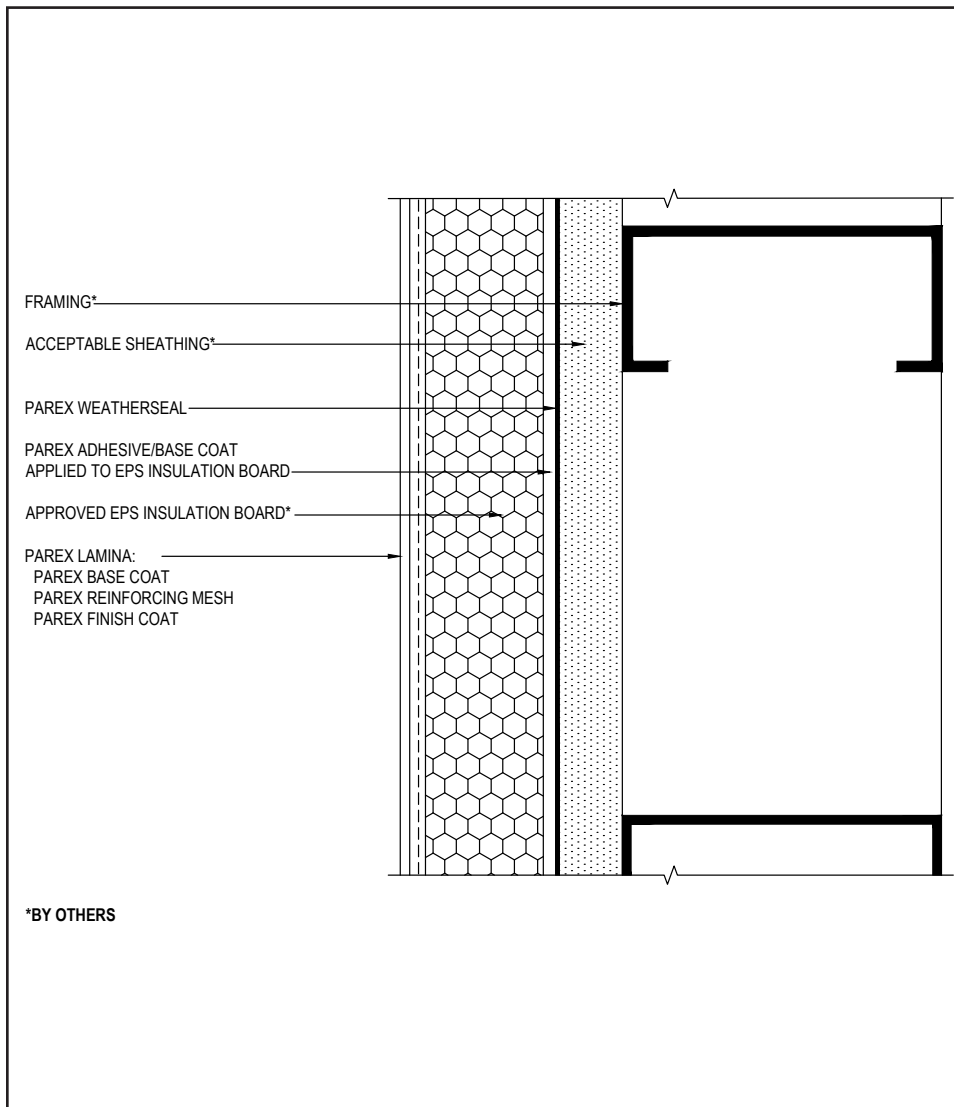 FRAMING*
ACCEPTABLE SHEATHING*
PAREX WEATHERSEAL
PAREX ADHESIVE/BASE COAT
APPLIED TO EPS INSULATION BOARD
APPROVED EPS INSULATION BOARD*
PAREX LAMINA:
PAREX BASE COAT
PAREX REINFORCING MESH
PAREX FINISH COAT
*BY OTHERS